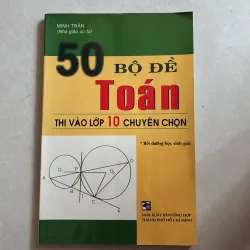 MINH TRÂN
(Nhà giáo ưu tú)
50 BỘ ĐỀ
Toán
THI VÀO LỚP 10 CHUYÊN CHỌN
* Bồi dưỡng học sinh giỏi
NHÀ XUẤT BẢN TỔNG HỢP
THÀNH PHỐ HỒ CHÍ MINH